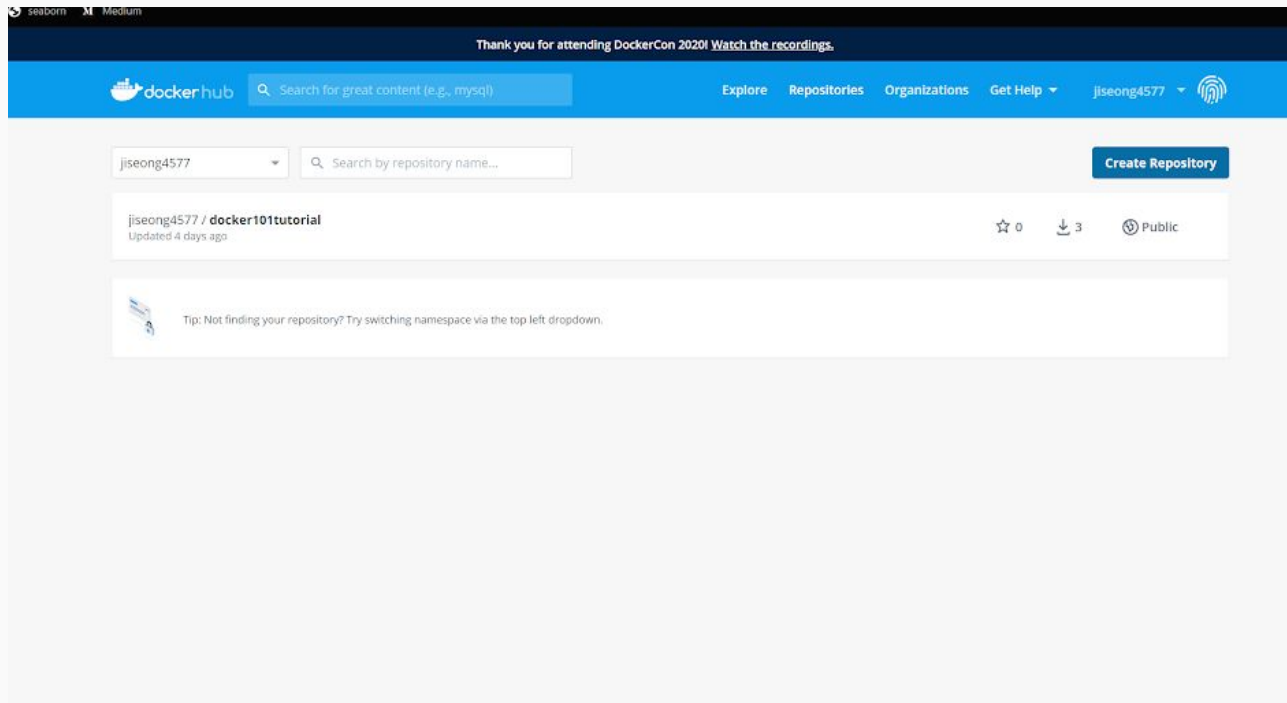 seaborn Medium
Thank you for attending DockerCon 2020! Watch the recordings.
dockerhub Search for great content (e.g., mysql) Explore Repositories Organizations Get Help jiseong4577
jiseong4577 Search by repository name... Create Repository
jiseong4577 / docker101tutorial
Updated 4 days ago
0 3 Public
Tip: Not finding your repository? Try switching namespace via the top left dropdown.